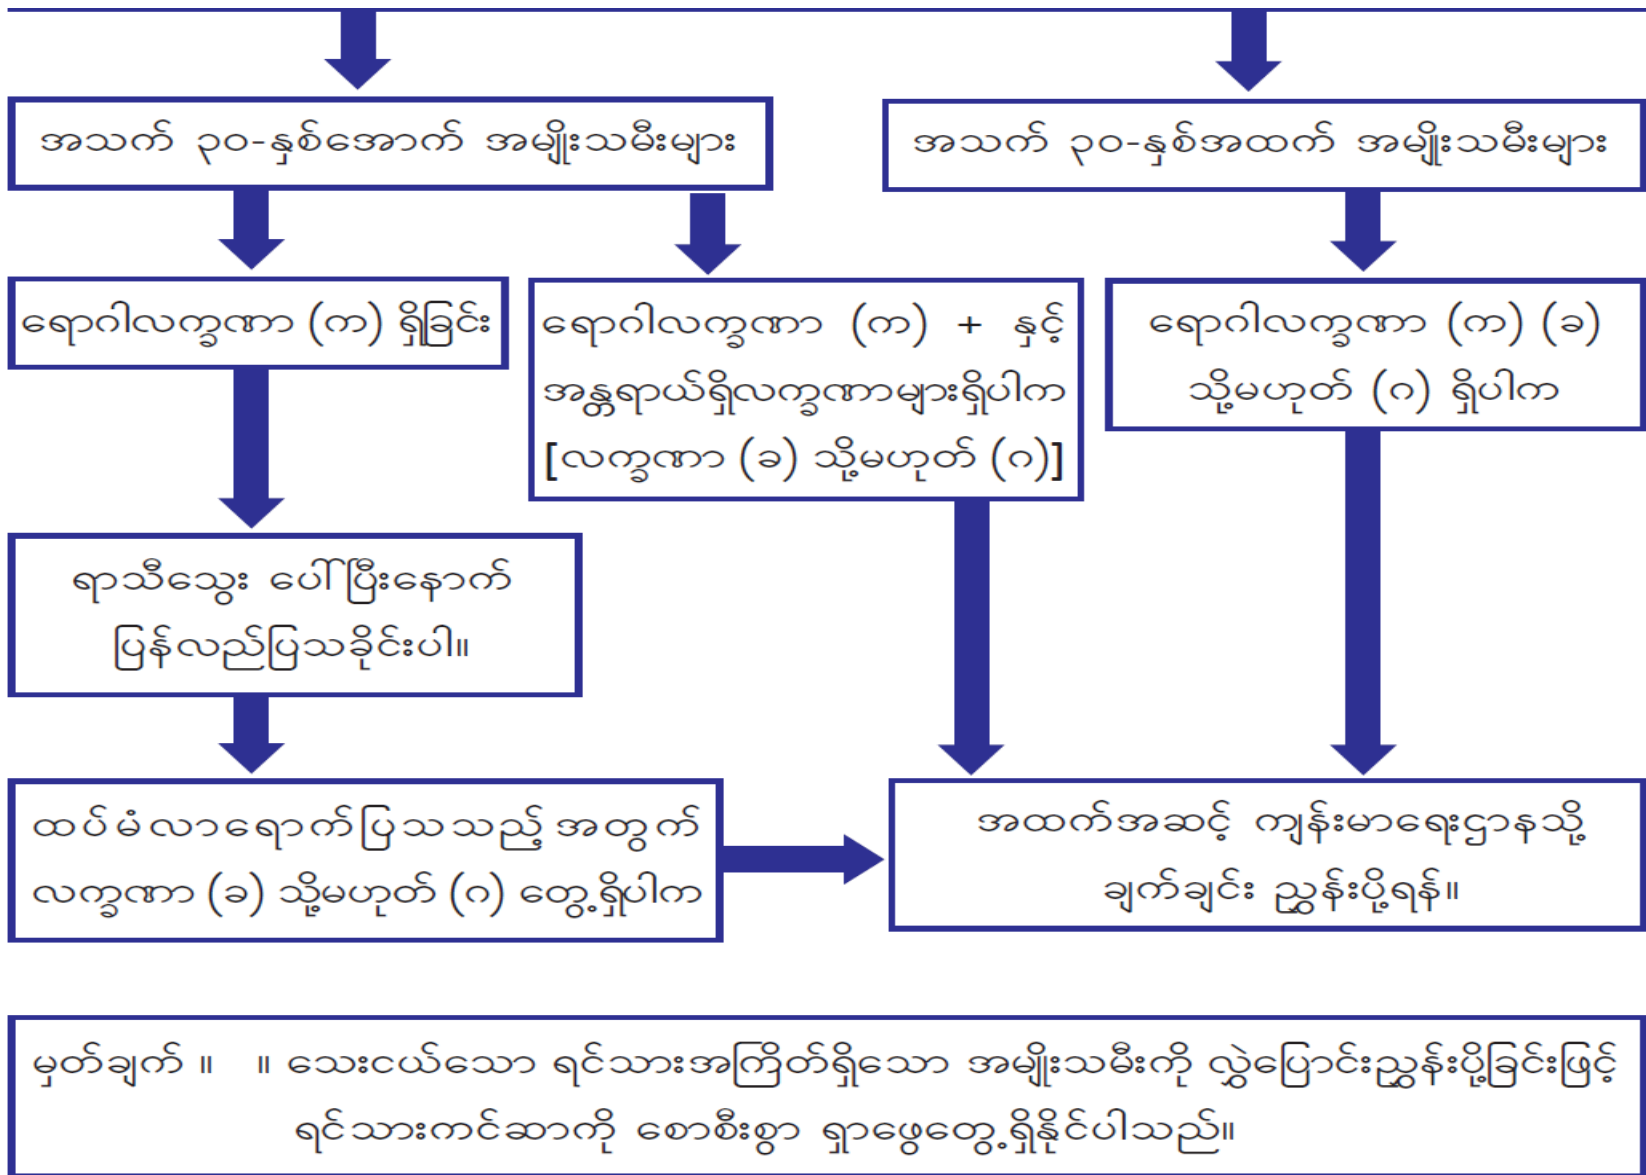 အသက် ၃၀-နှစ်အောက် အမျိုးသမီးများ
အသက် ၃၀-နှစ်အထက် အမျိုးသမီးများ
ရောဂါလက္ခဏာ (က) ရှိခြင်း
ရောဂါလက္ခဏာ (က) + နှင့်
အန္တရာယ်ရှိလက္ခဏာများရှိပါက
[လက္ခဏာ (ခ) သို့မဟုတ် (ဂ)]
ရောဂါလက္ခဏာ (က) (ခ)
သို့မဟုတ် (ဂ) ရှိပါက
ရာသီသွေး ပေါ်ပြီးနောက်
ပြန်လည်ပြသခိုင်းပါ။
ထပ်မံလာရောက်ပြသသည့် အတွက်
လက္ခဏာ (ခ) သို့မဟုတ် (ဂ) တွေ့ရှိပါက
အထက်အဆင့် ကျန်းမာရေးဌာနသို့
ချက်ချင်း ညွှန်းပို့ရန်။
မှတ်ချက် ။ ။ သေးငယ်သော ရင်သားအကြိတ်ရှိသော အမျိုးသမီးကို လွှဲပြောင်းညွှန်းပို့ခြင်းဖြင့်
ရင်သားကင်ဆာကို စောစီးစွာ ရှာဖွေတွေ့ရှိနိုင်ပါသည်။